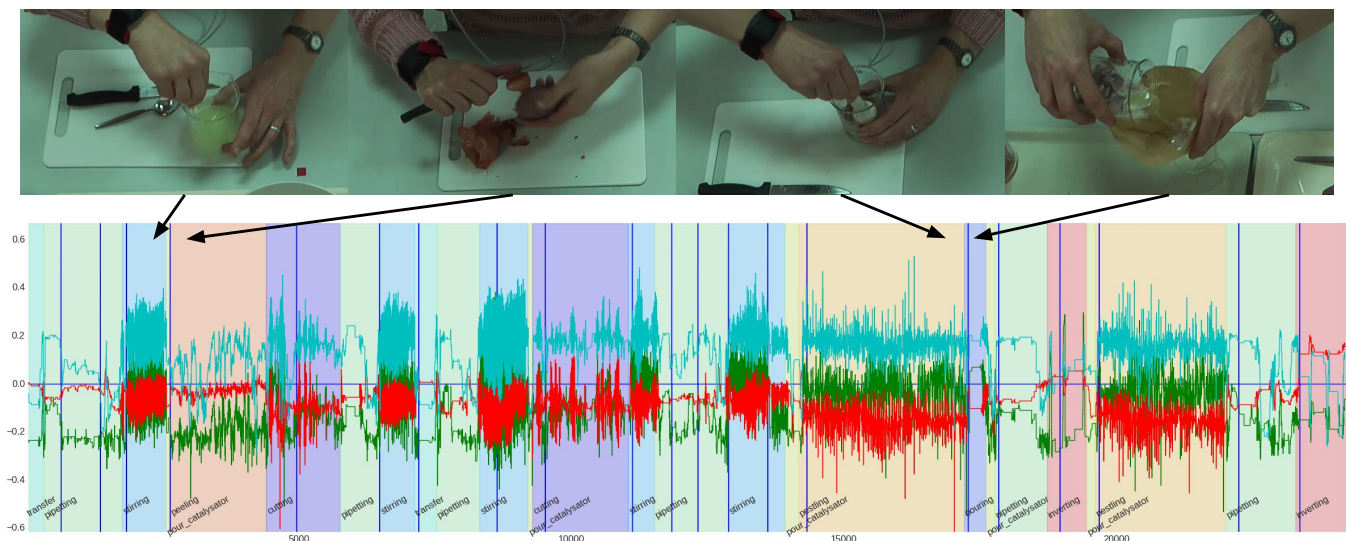 0.6
0.4
0.2
0.0
−0.2
−0.4
−0.6
transfer
pipetting
stirring
peeling
pour_catalysator
cutting
pipetting
stirring
transfer
pipetting
stirring
cutting
pour_catalysator
stirring
pipetting
stirring
pestling
pour_catalysator
pouring
pipetting
pour_catalysator
inverting
pestling
pour_catalysator
pipetting
inverting
5000
10000
15000
20000